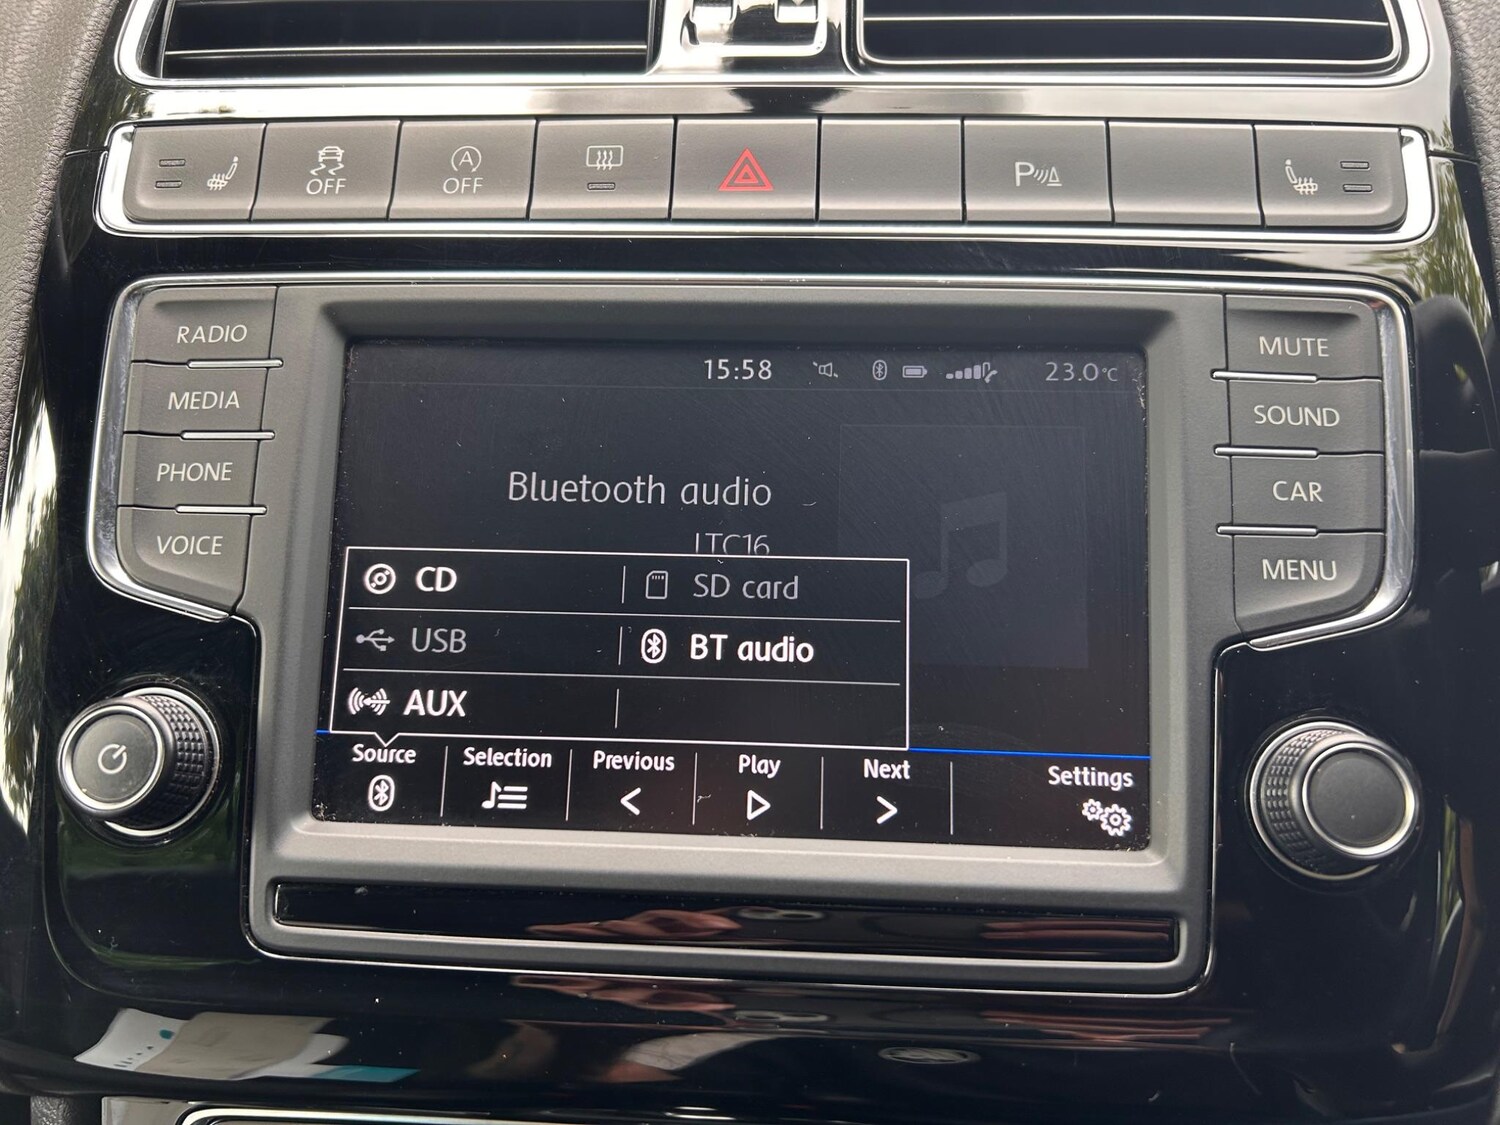 OFF
A
OFF
P
RADIO
MEDIA
PHONE
VOICE
MUTE
SOUND
CAR
MENU
15:58
23.0°C
Bluetooth audio
LTC16
CD
SD card
USB
BT audio
AUX
Source
Selection
Previous
Play
Next
Settings